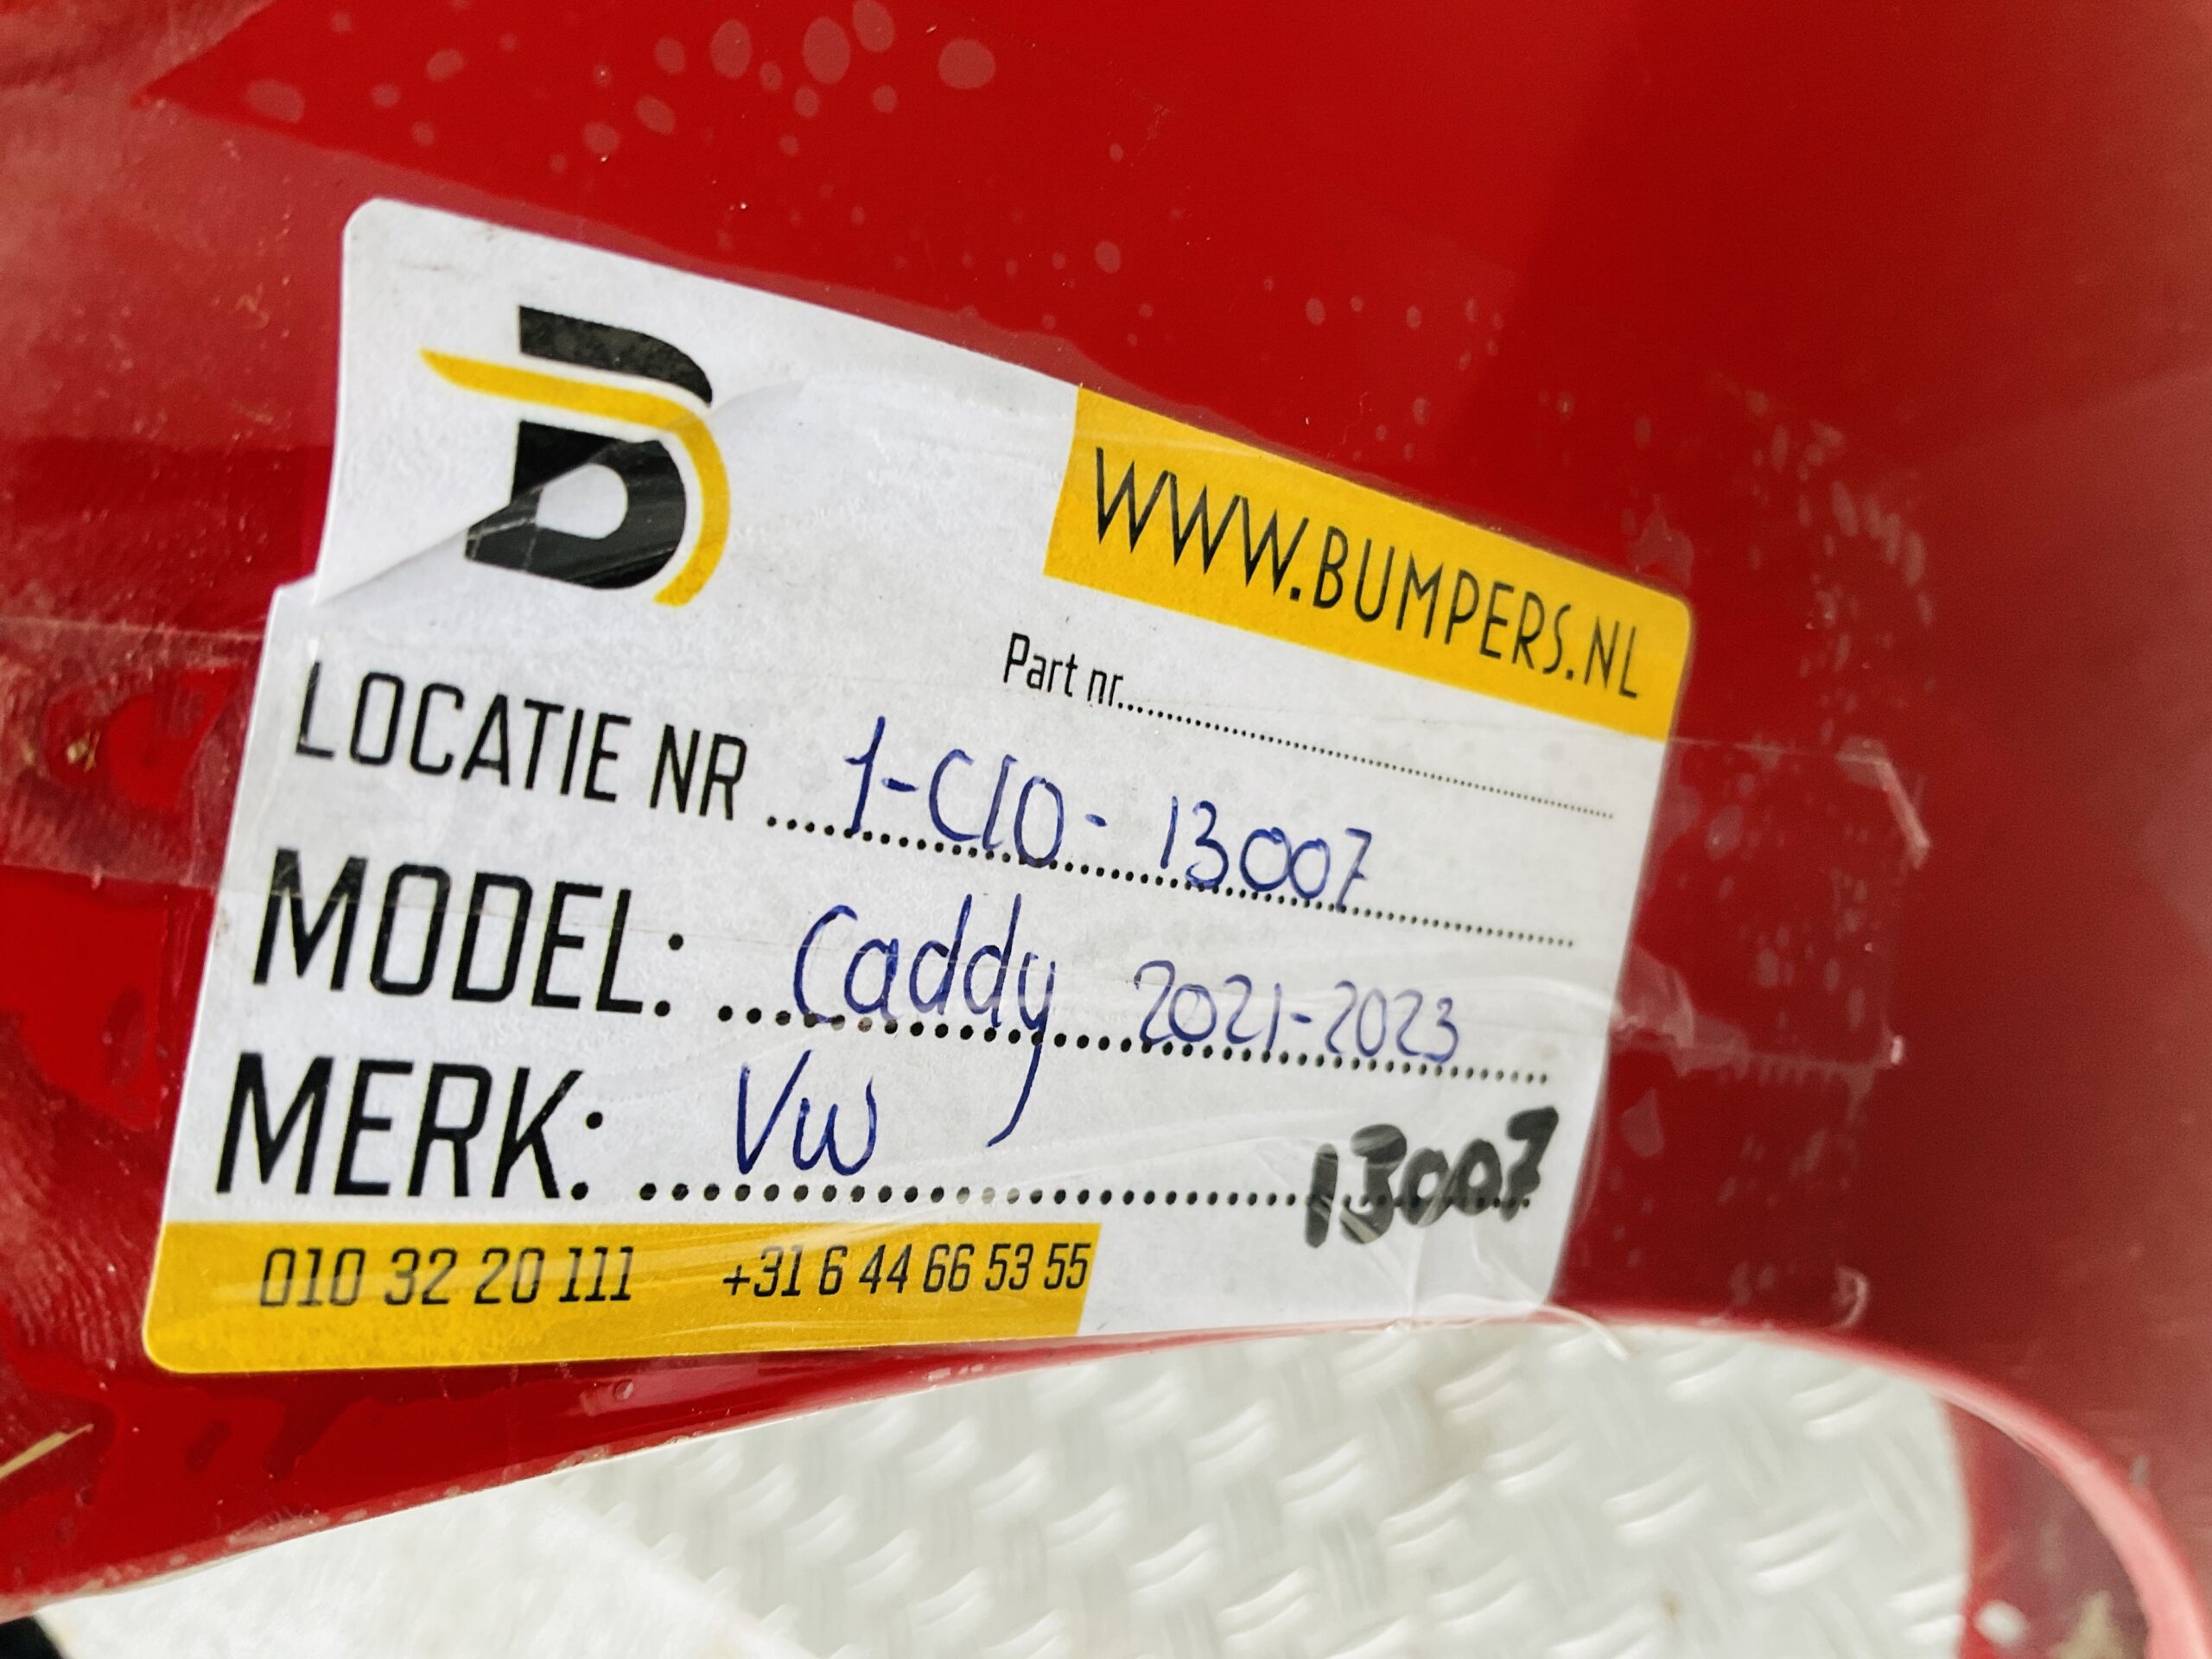 WWW.BUMPERS.NL
Part nr..............................
LOCATIE NR ... 1-C10- 13007
MODEL: ... Caddy 2021-2023
MERK: ... VW
13007
010 32 20 111 +31 6 44 66 53 55